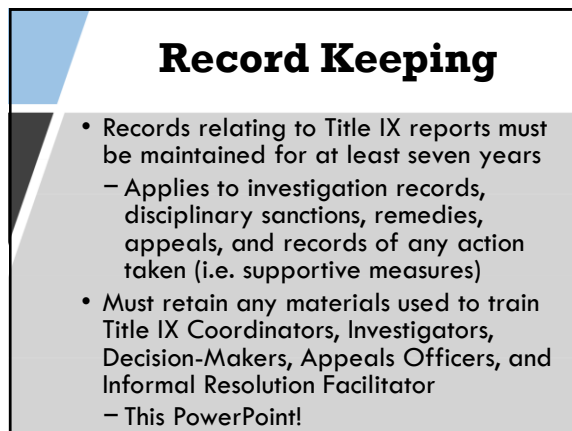 Record Keeping
• Records relating to Title IX reports must
be maintained for at least seven years
– Applies to investigation records,
disciplinary sanctions, remedies,
appeals, and records of any action
taken (i.e. supportive measures)
• Must retain any materials used to train
Title IX Coordinators, Investigators,
Decision-Makers, Appeals Officers, and
Informal Resolution Facilitator
– This PowerPoint!